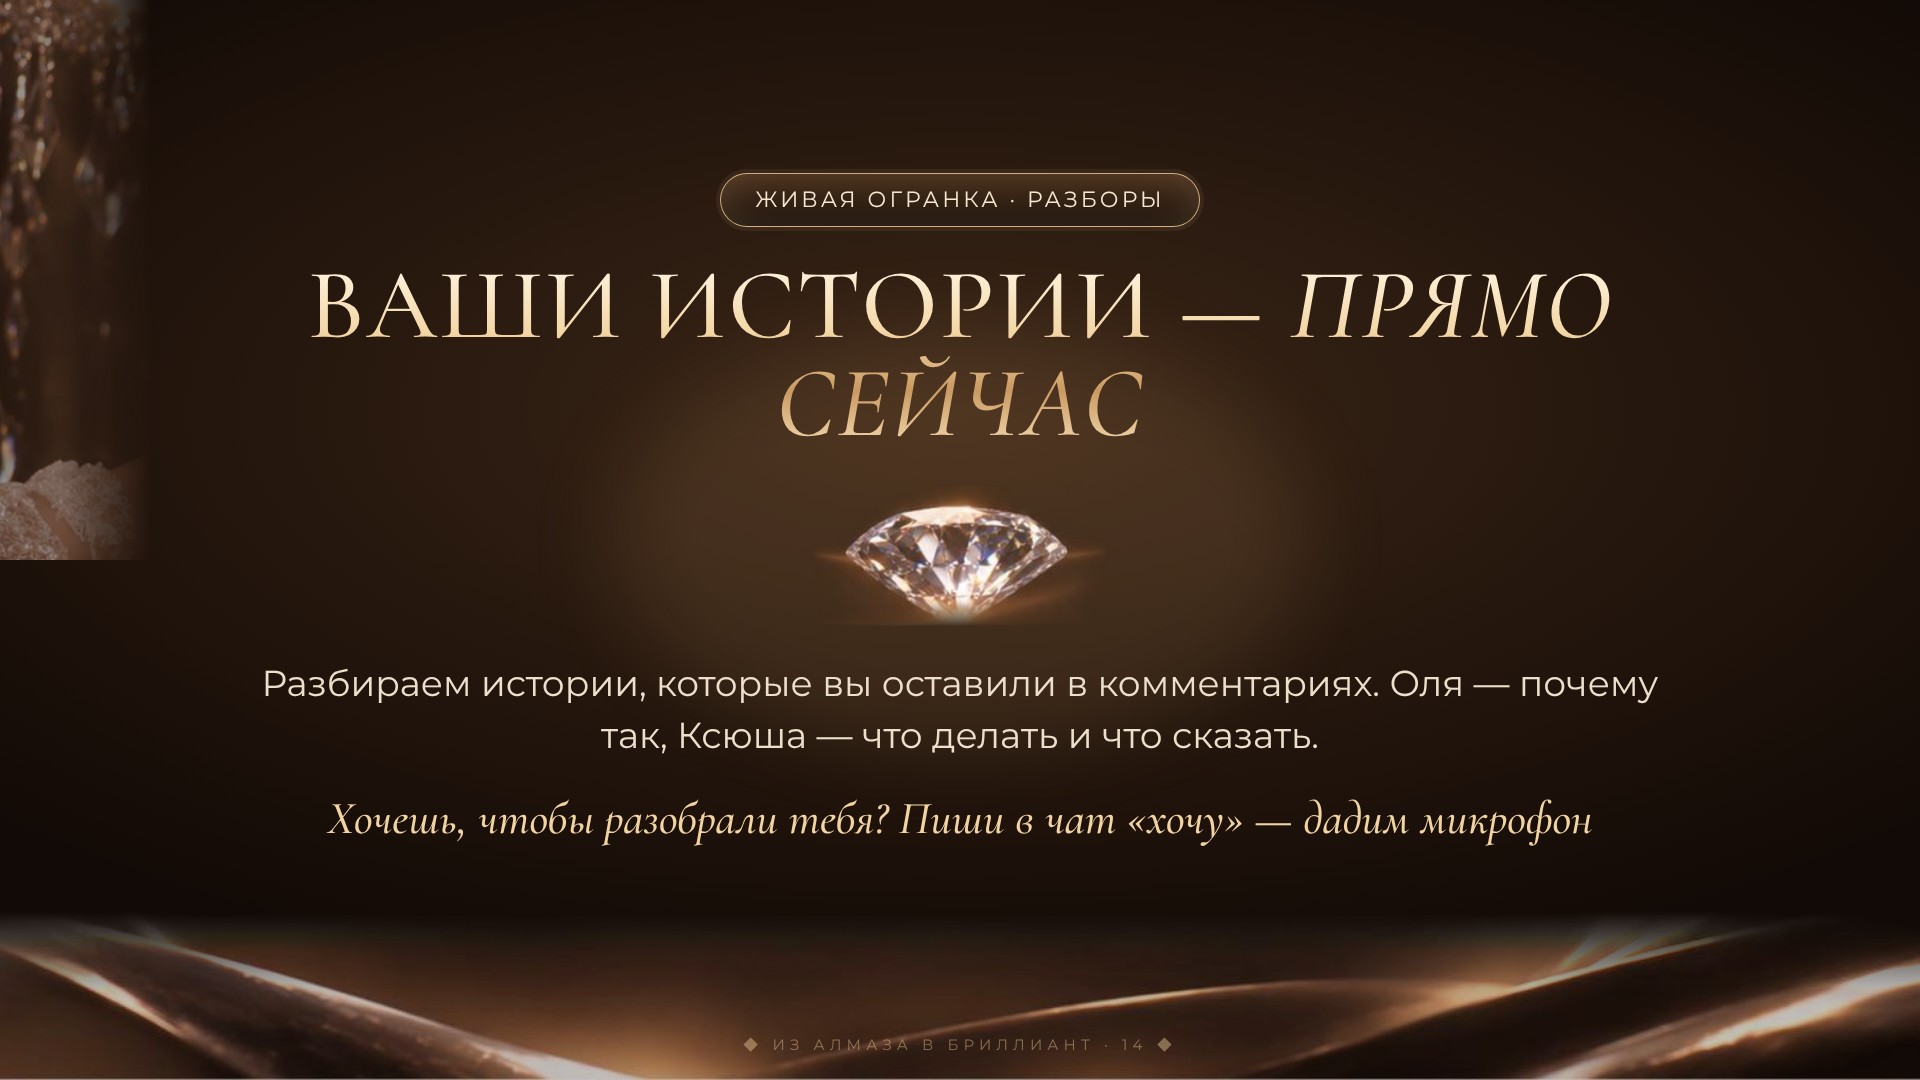 ЖИВАЯ ОГРАНКА · РАЗБОРЫ
ВАШИ ИСТОРИИ — ПРЯМО
СЕЙЧАС
Разбираем истории, которые вы оставили в комментариях. Оля — почему
так, Ксюша — что делать и что сказать.
Хочешь, чтобы разобрали тебя? Пиши в чат «хочу» — дадим микрофон
◆ ИЗ АЛМАЗА В БРИЛЛИАНТ · 14 ◆